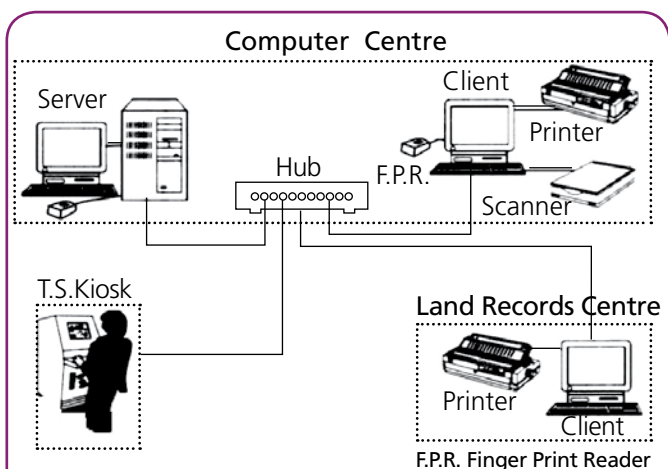 Computer Centre
Server
Client
Printer
Hub
F.P.R.
Scanner
T.S.Kiosk
Land Records Centre
Printer
Client
F.P.R. Finger Print Reader